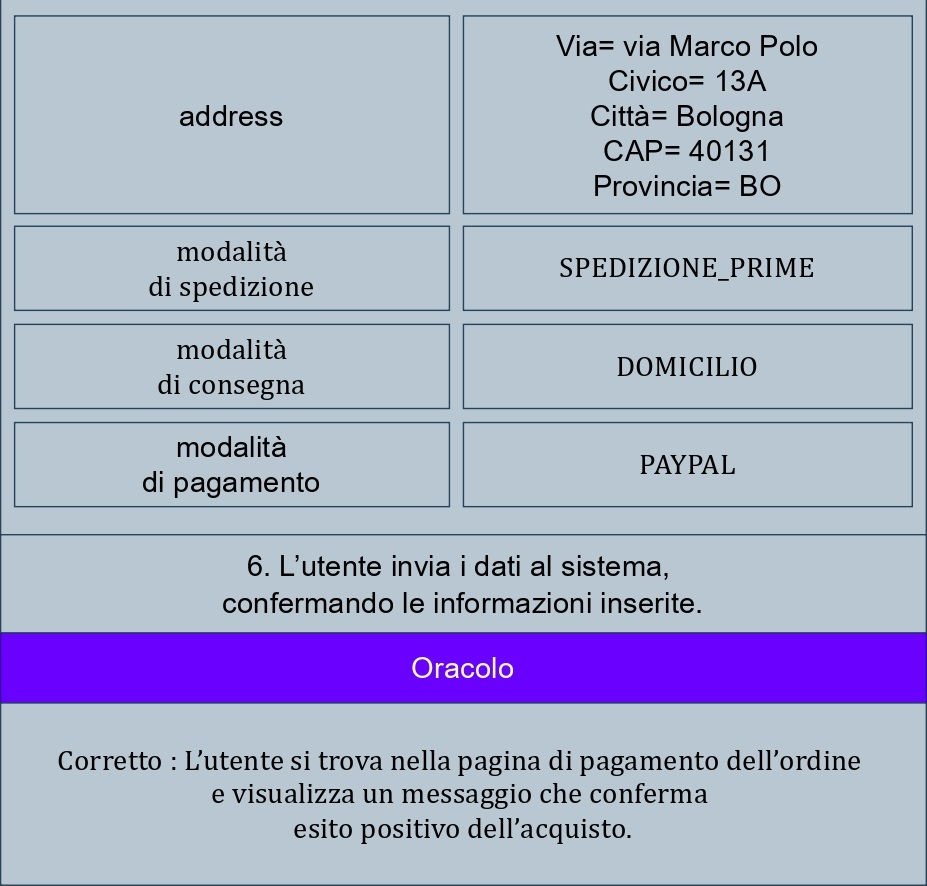 address
Via= via Marco Polo
Civico= 13A
Città= Bologna
CAP= 40131
Provincia= BO
modalità
di spedizione
SPEDIZIONE_PRIME
modalità
di consegna
DOMICILIO
modalità
di pagamento
PAYPAL
6. L’utente invia i dati al sistema,
confermando le informazioni inserite.
Oracolo
Corretto : L’utente si trova nella pagina di pagamento dell’ordine
e visualizza un messaggio che conferma
esito positivo dell’acquisto.